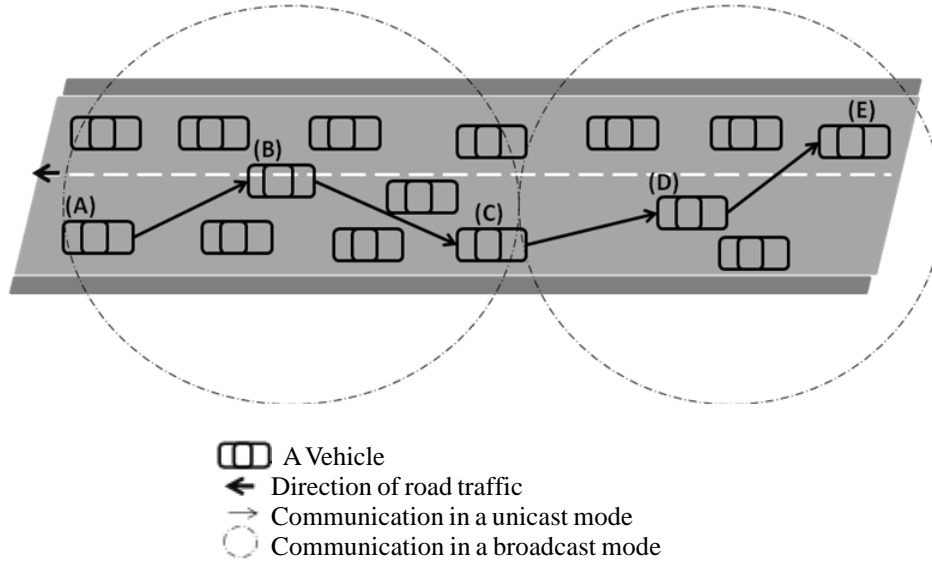 (E)
(B)
(D)
(A)
(C)
A Vehicle
Direction of road traffic
Communication in a unicast mode
Communication in a broadcast mode